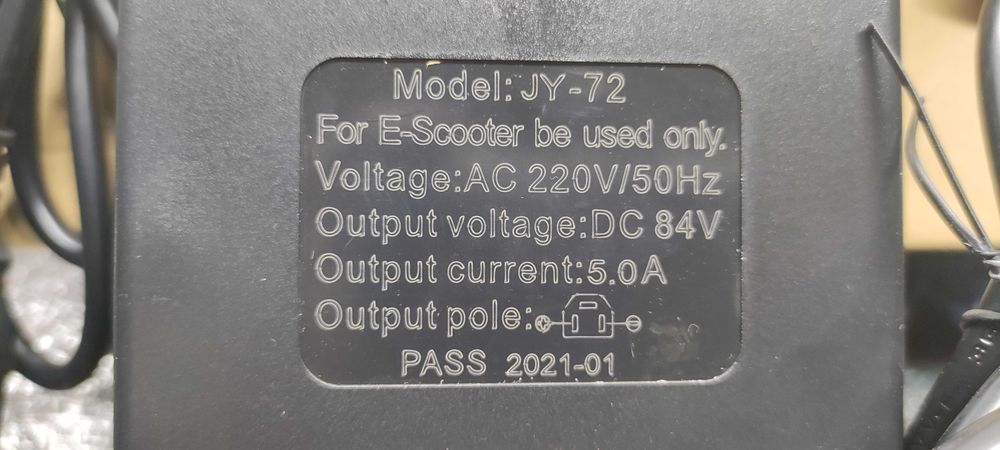 Model: JY-72
For E-Scooter be used only.
Voltage:AC 220V/50Hz
Output voltage:DC 84V
Output current:5.0A
Output pole:
PASS 2021-01